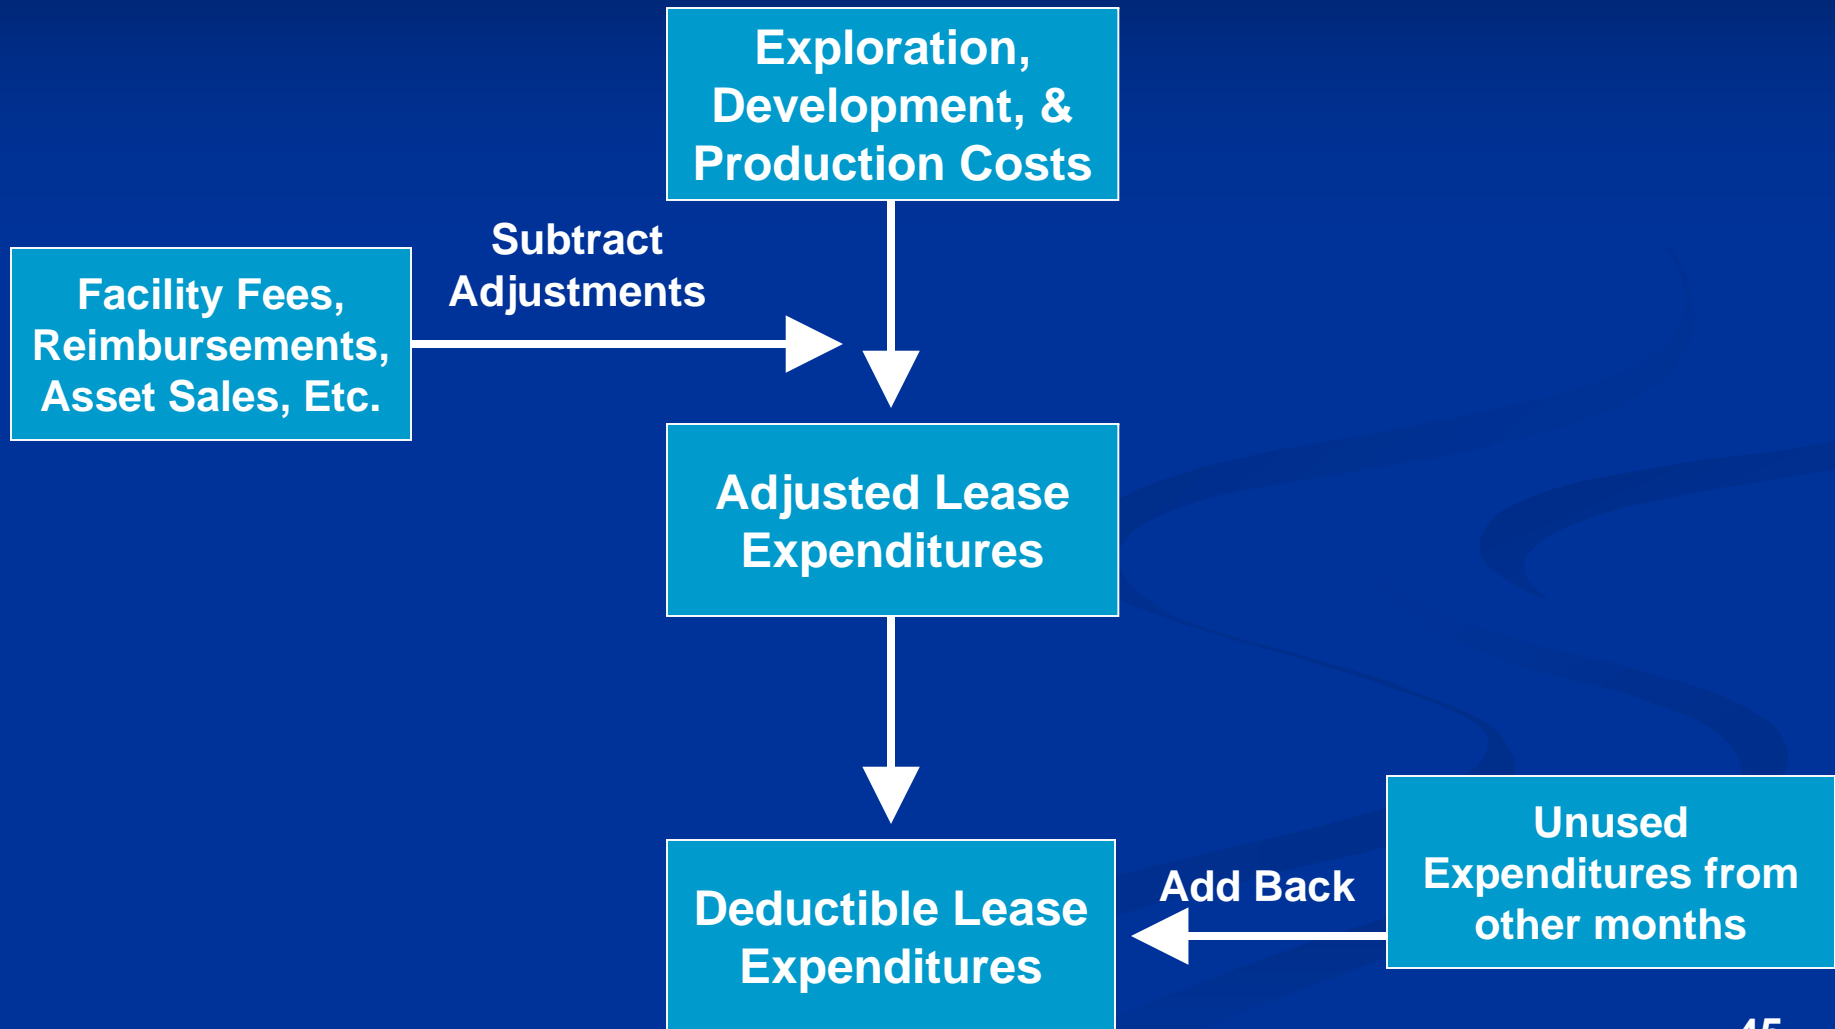 Exploration,
Development, &
Production Costs
Subtract
Adjustments
Facility Fees,
Reimbursements,
Asset Sales, Etc.
Adjusted Lease
Expenditures
Deductible Lease
Expenditures
Add Back
Unused
Expenditures from
other months
45